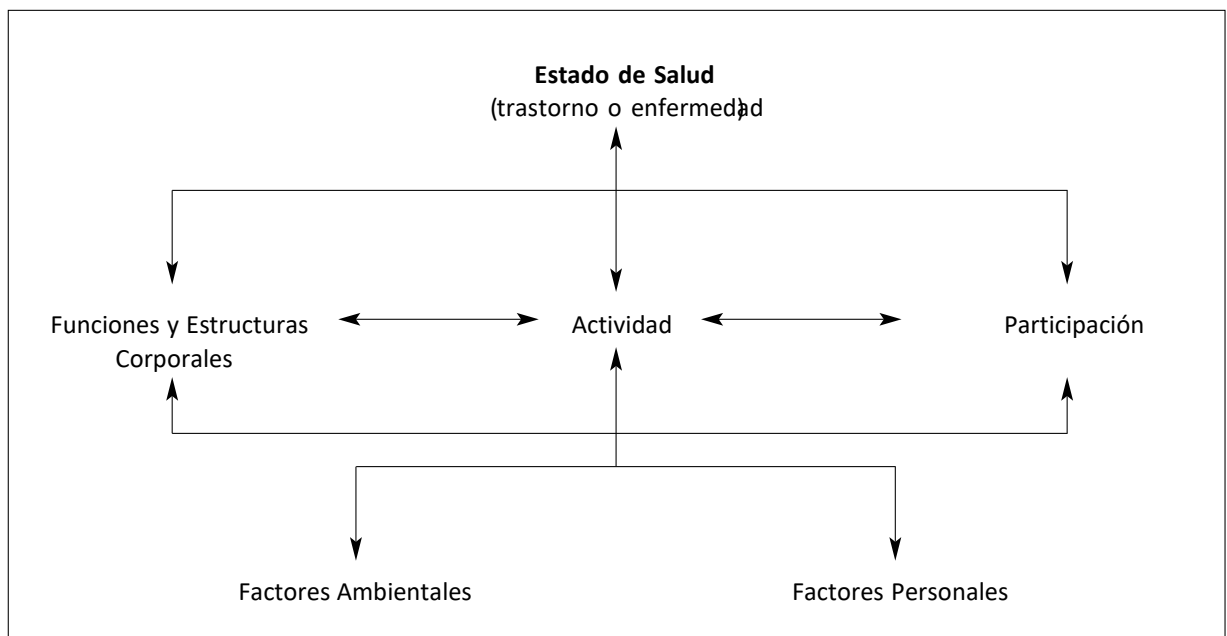 Estado de Salud
(trastorno o enfermedad)
Funciones y Estructuras
Corporales
Actividad
Participación
Factores Ambientales
Factores Personales